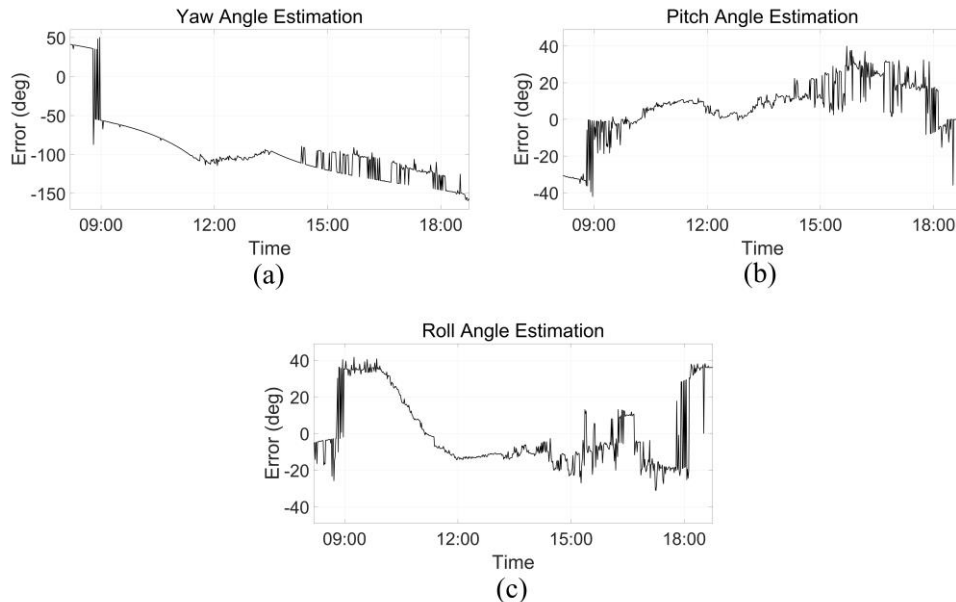 Yaw Angle Estimation
Error (deg)
50
0
-50
-100
-150
09:00 12:00 15:00 18:00
Time
(a)
Pitch Angle Estimation
Error (deg)
40
20
0
-20
-40
09:00 12:00 15:00 18:00
Time
(b)
Roll Angle Estimation
Error (deg)
40
20
0
-20
-40
09:00 12:00 15:00 18:00
Time
(c)